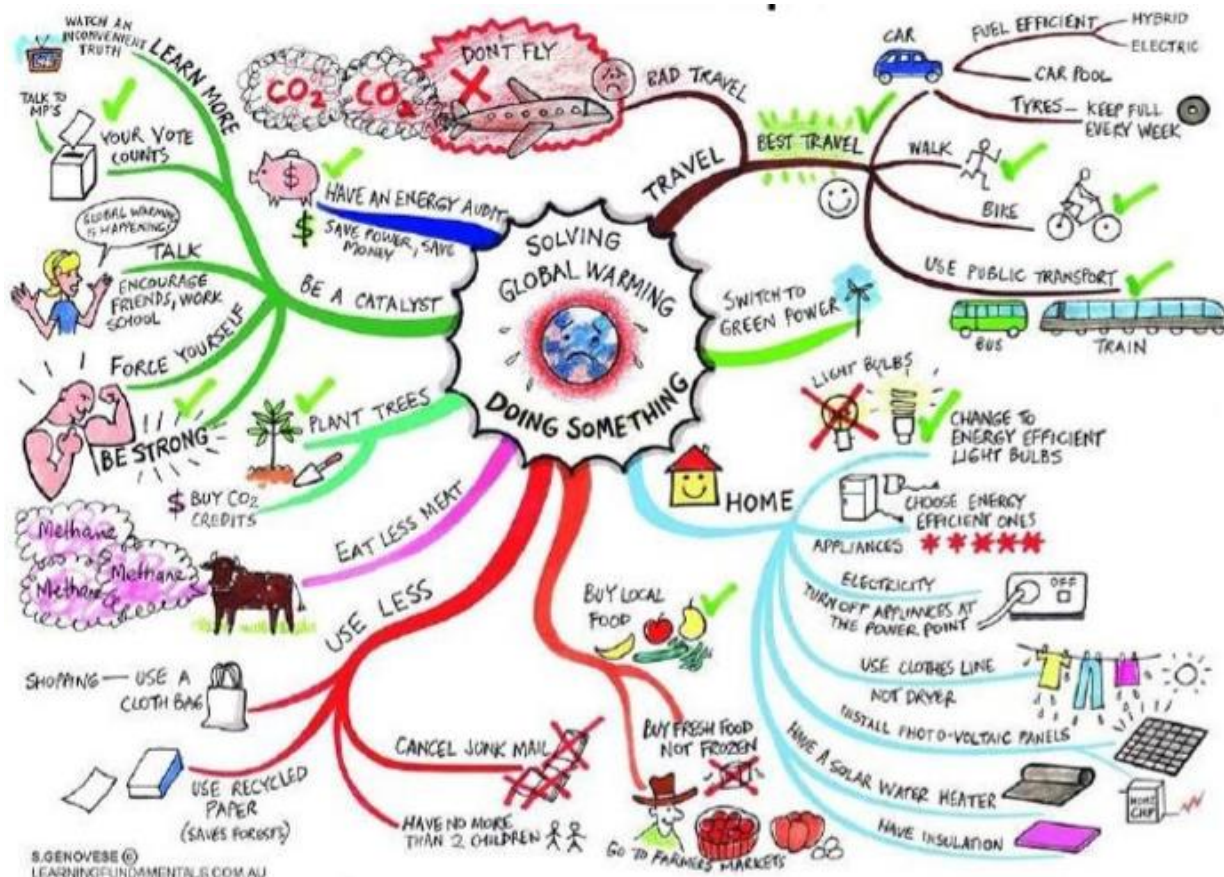 SOLVING
GLOBAL WARMING
DOING SOMETHING
TRAVEL
BAD TRAVEL
DON'T FLY
CO2
CO2
BEST TRAVEL
CAR
FUEL EFFICIENT
HYBRID
ELECTRIC
CAR POOL
TYRES — KEEP FULL
EVERY WEEK
WALK
BIKE
USE PUBLIC TRANSPORT
BUS
TRAIN
SWITCH TO
GREEN POWER
HOME
LIGHT BULBS
CHANGE TO
ENERGY EFFICIENT
LIGHT BULBS
CHOOSE ENERGY
EFFICIENT ONES
APPLIANCES
ELECTRICITY
OFF
TURN OFF APPLIANCES AT
THE POWER POINT
USE CLOTHES LINE
NOT DRYER
INSTALL PHOTO-VOLTAIC PANELS
HAVE A SOLAR WATER HEATER
HAVE INSULATION
BUY LOCAL
FOOD
BUY FRESH FOOD
NOT FROZEN
GO TO FARMERS MARKETS
USE LESS
SHOPPING — USE A
CLOTH BAG
USE RECYCLED
PAPER
(SAVES FORESTS)
CANCEL JUNK MAIL
HAVE NO MORE
THAN 2 CHILDREN
EAT LESS MEAT
Methane
Methane
Methane
PLANT TREES
$ BUY CO2
CREDITS
BE A CATALYST
LEARN MORE
WATCH AN
INCONVENIENT
TRUTH
TALK TO
MP'S
YOUR VOTE
COUNTS
GLOBAL WARMING
IS HAPPENING!
TALK
ENCOURAGE
FRIENDS, WORK
SCHOOL
FORCE YOURSELF
BE STRONG
$
HAVE AN ENERGY AUDIT
$ SAVE POWER, SAVE
MONEY
S.GENOVESE ©
LEARNINGFUNDAMENTALS.COM.AU